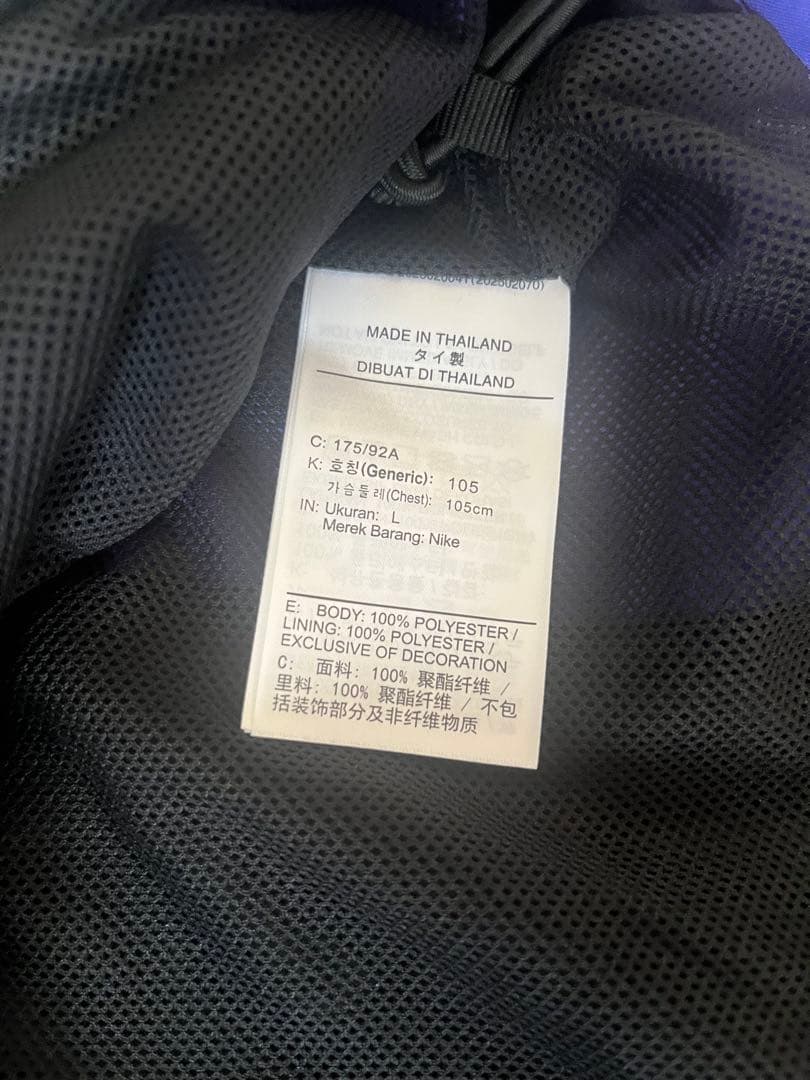 MADE IN THAILAND
タイ製
DIBUAT DI THAILAND
C: 175/92A
K: 호칭(Generic): 105
가슴둘레(Chest): 105cm
IN: Ukuran: L
Merek Barang: Nike
E: BODY: 100% POLYESTER /
LINING: 100% POLYESTER /
EXCLUSIVE OF DECORATION
C: 面料: 100% 聚酯纤维 /
里料: 100% 聚酯纤维 / 不包
括装饰部分及非纤维物质